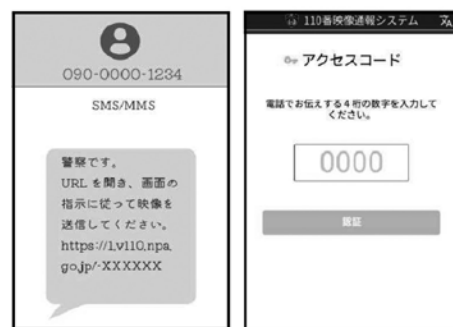 090-0000-1234
SMS/MMS
警察です。
URL を開き、画面の
指示に従って映像を
送信してください。
https://1.v110.npa.
go.jp/-XXXXXX
110番映像通報システム
アクセスコード
電話でお伝えする4桁の数字を入力して
ください。
0000
認証